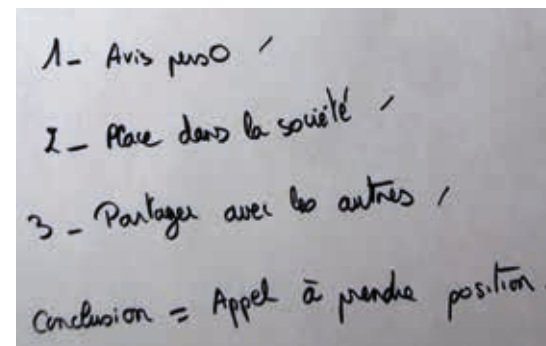 1- Avis perso /
2 - Place dans la société /
3 - Partager avec les autres /
Conclusion = Appel à prendre position.